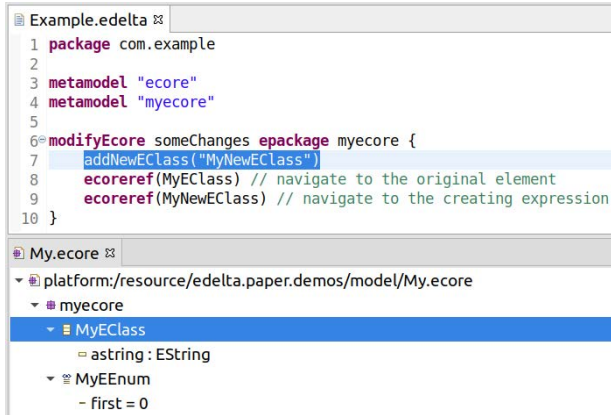 Example.edelta
1 package com.example
2
3 metamodel "ecore"
4 metamodel "myecore"
5
6 modifyEcore someChanges epackage myecore {
7 addNewEClass("MyNewEClass")
8 ecoreref(MyEClass) // navigate to the original element
9 ecoreref(MyNewEClass) // navigate to the creating expression
10 }
My.ecore
platform:/resource/edelta.paper.demos/model/My.ecore
myecore
MyEClass
astring : EString
MyEEnum
first = 0